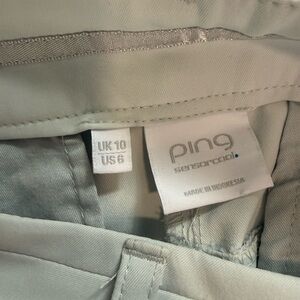 UK 10
US 6
ping
sensorcool
MADE IN INDONESIA